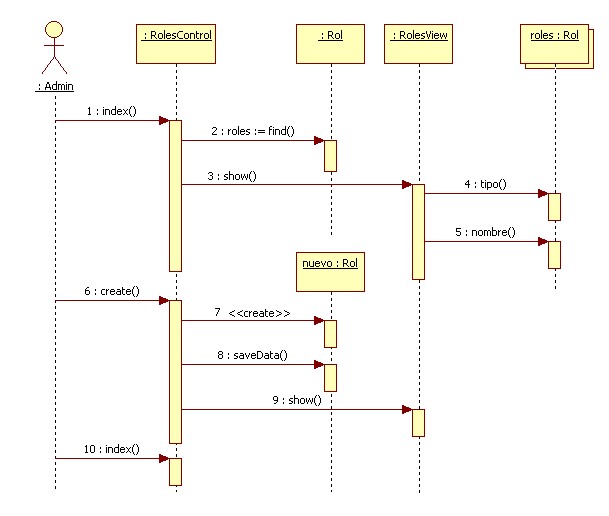 : RolesControl
: Rol
: RolesView
roles : Rol
: Admin
1 : index()
2 : roles := find()
3 : show()
4 : tipo()
5 : nombre()
nuevo : Rol
6 : create()
7 <<create>>
8 : saveData()
9 : show()
10 : index()